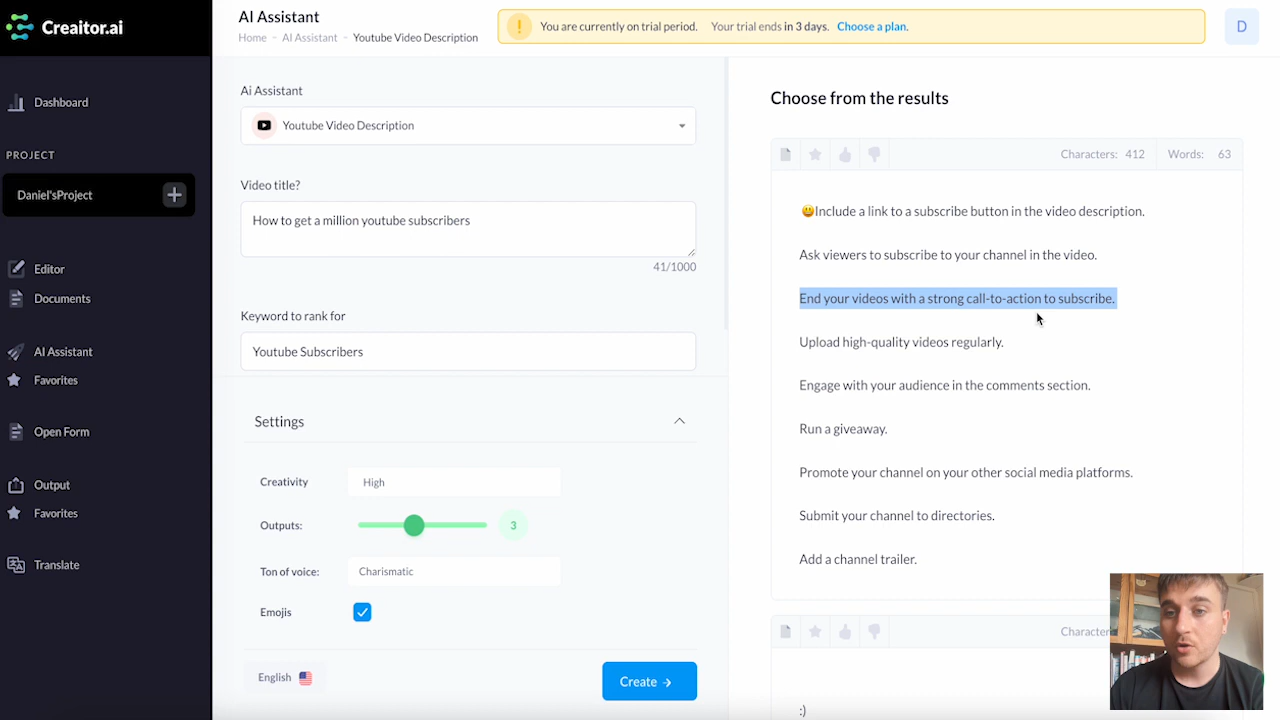 Creaitor.ai
AI Assistant
Home - AI Assistant - Youtube Video Description
! You are currently on trial period. Your trial ends in 3 days. Choose a plan.
D
Dashboard
PROJECT
Daniel'sProject +
Editor
Documents
AI Assistant
Favorites
Open Form
Output
Favorites
Translate
Ai Assistant
Youtube Video Description
Video title?
How to get a million youtube subscribers
41/1000
Keyword to rank for
Youtube Subscribers
Settings
Creativity High
Outputs: 3
Ton of voice: Charismatic
Emojis
English
Create →
Choose from the results
Characters: 412 Words: 63
😃Include a link to a subscribe button in the video description.
Ask viewers to subscribe to your channel in the video.
End your videos with a strong call-to-action to subscribe.
Upload high-quality videos regularly.
Engage with your audience in the comments section.
Run a giveaway.
Promote your channel on your other social media platforms.
Submit your channel to directories.
Add a channel trailer.
:)